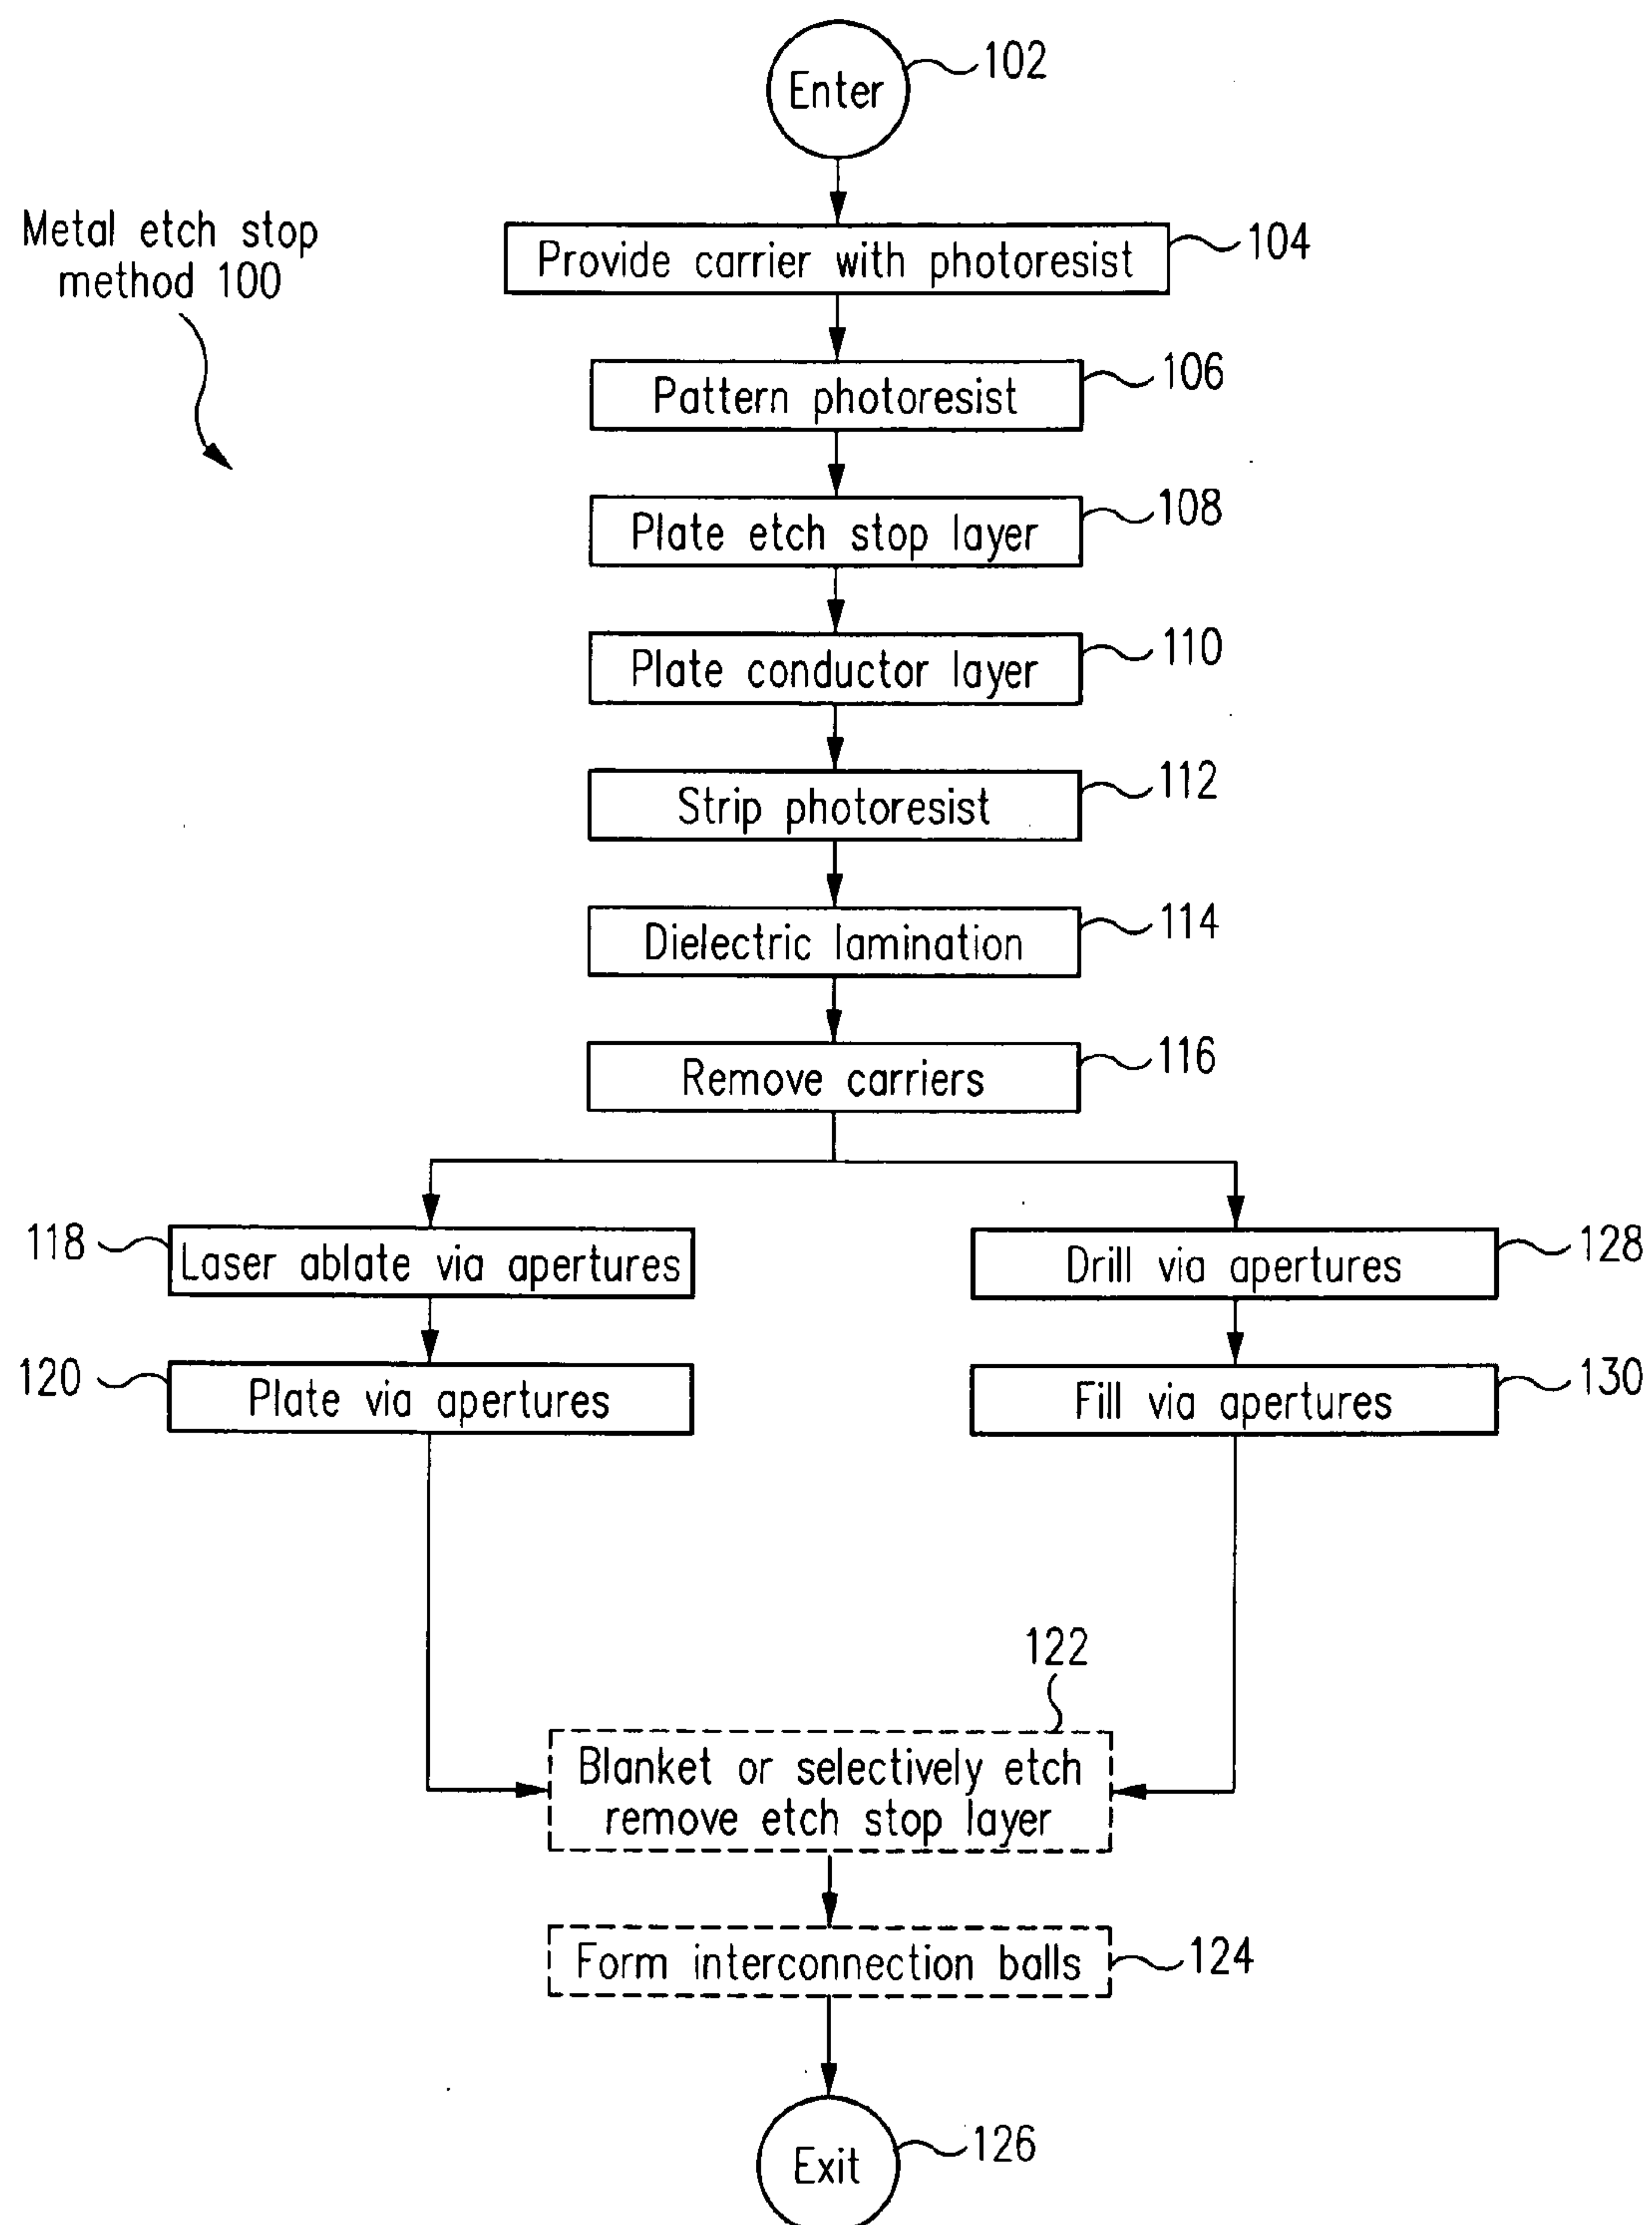 Enter
102
Metal etch stop
method 100
Provide carrier with photoresist
104
Pattern photoresist
106
Plate etch stop layer
108
Plate conductor layer
110
Strip photoresist
112
Dielectric lamination
114
Remove carriers
116
118
Laser ablate via apertures
Drill via apertures
128
120
Plate via apertures
Fill via apertures
130
122
Blanket or selectively etch
remove etch stop layer
Form interconnection balls
124
Exit
126